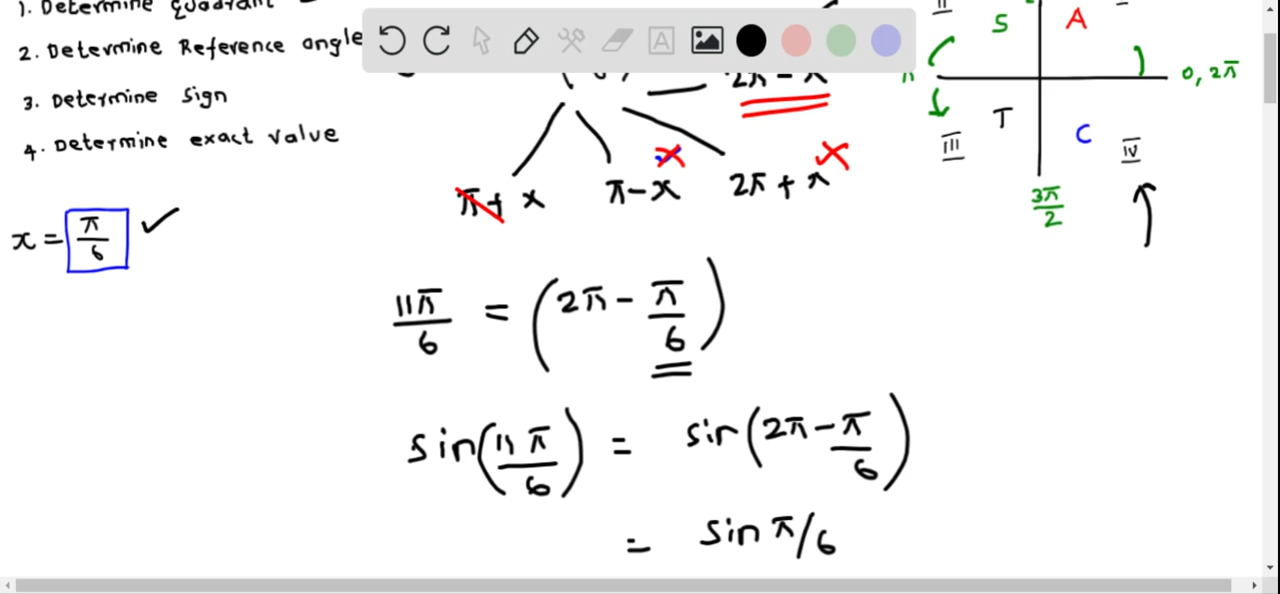 1. Determine Quadrant
2. Determine Reference angle
3. Determine Sign
4. Determine exact value
x = π/6 ✓
2π - x
π + x
π - x
2π + x
II
S
A
I
π
0, 2π
III
T
C
IV
3π/2
11π/6 = (2π - π/6)
sin(11π/6) = sin(2π - π/6)
= sin π/6